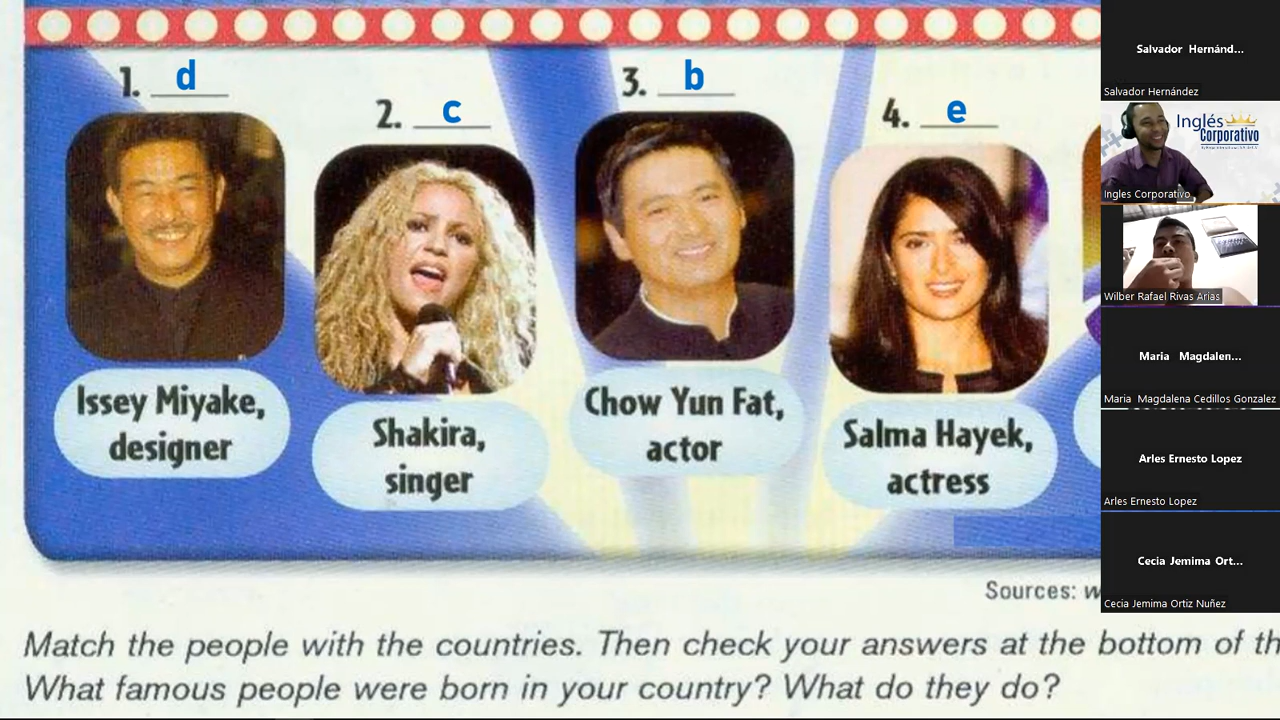 1. d
2. c
3. b
4. e
Issey Miyake,
designer
Shakira,
singer
Chow Yun Fat,
actor
Salma Hayek,
actress
Sources:
Match the people with the countries. Then check your answers at the bottom of th
What famous people were born in your country? What do they do?
Salvador Hernánd...
Salvador Hernández
Inglés
Corporativo
Ingles Corporativo
Wilber Rafael Rivas Arias
Maria Magdalen...
Maria Magdalena Cedillos Gonzalez
Arles Ernesto Lopez
Arles Ernesto Lopez
Cecia Jemima Ort...
Cecia Jemima Ortiz Nuñez